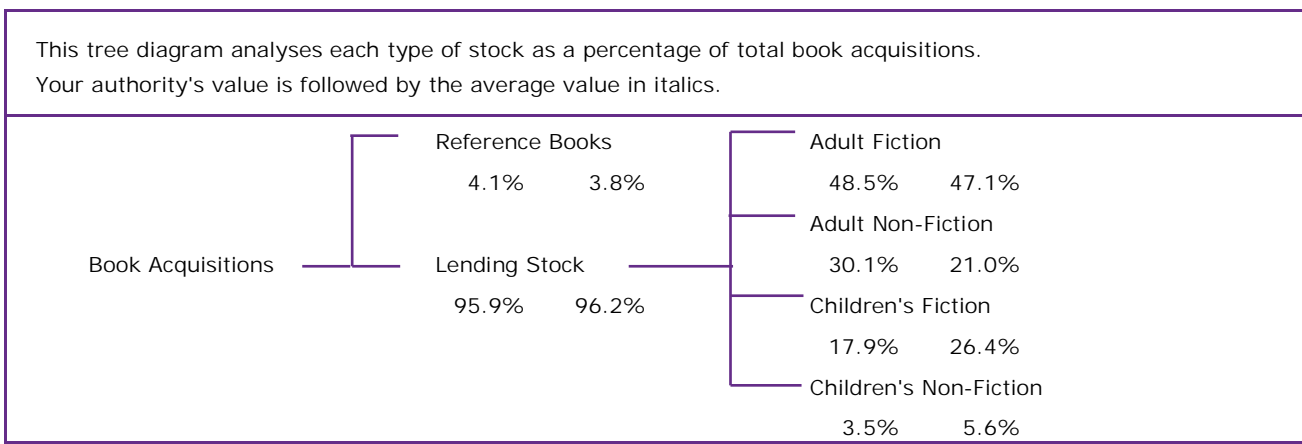 This tree diagram analyses each type of stock as a percentage of total book acquisitions.
Your authority's value is followed by the average value in italics.
Reference Books
4.1% 3.8%
Book Acquisitions
Lending Stock
95.9% 96.2%
Adult Fiction
48.5% 47.1%
Adult Non-Fiction
30.1% 21.0%
Children's Fiction
17.9% 26.4%
Children's Non-Fiction
3.5% 5.6%